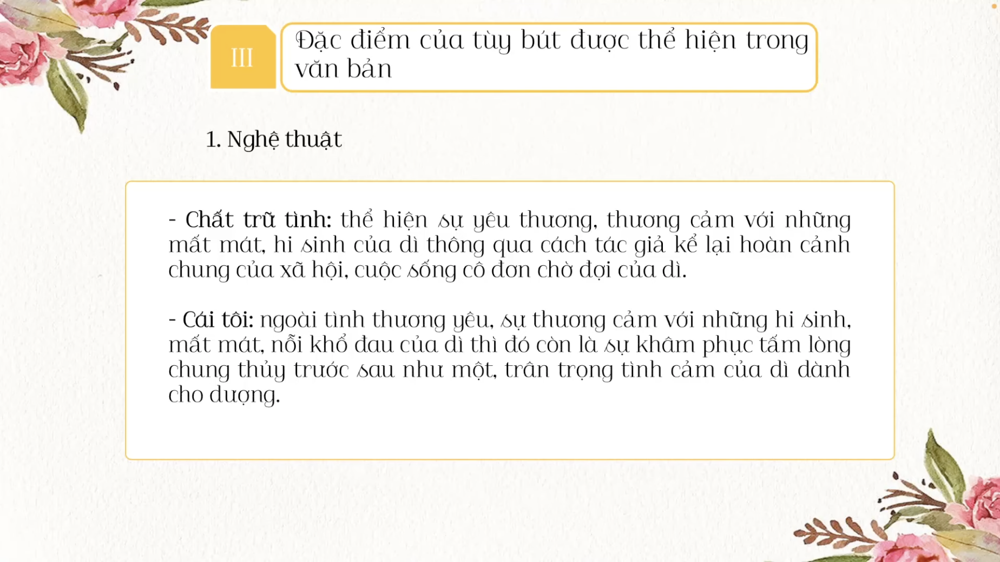 III
Đặc điểm của tùy bút được thể hiện trong
văn bản
1. Nghệ thuật
- Chất trữ tình: thể hiện sự yêu thương, thương cảm với những
mất mát, hi sinh của dì thông qua cách tác giả kể lại hoàn cảnh
chung của xã hội, cuộc sống cô đơn chờ đợi của dì.
- Cái tôi: ngoài tình thương yêu, sự thương cảm với những hi sinh,
mất mát, nỗi khổ đau của dì thì đó còn là sự khâm phục tấm lòng
chung thủy trước sau như một, trân trọng tình cảm của dì dành
cho dượng.